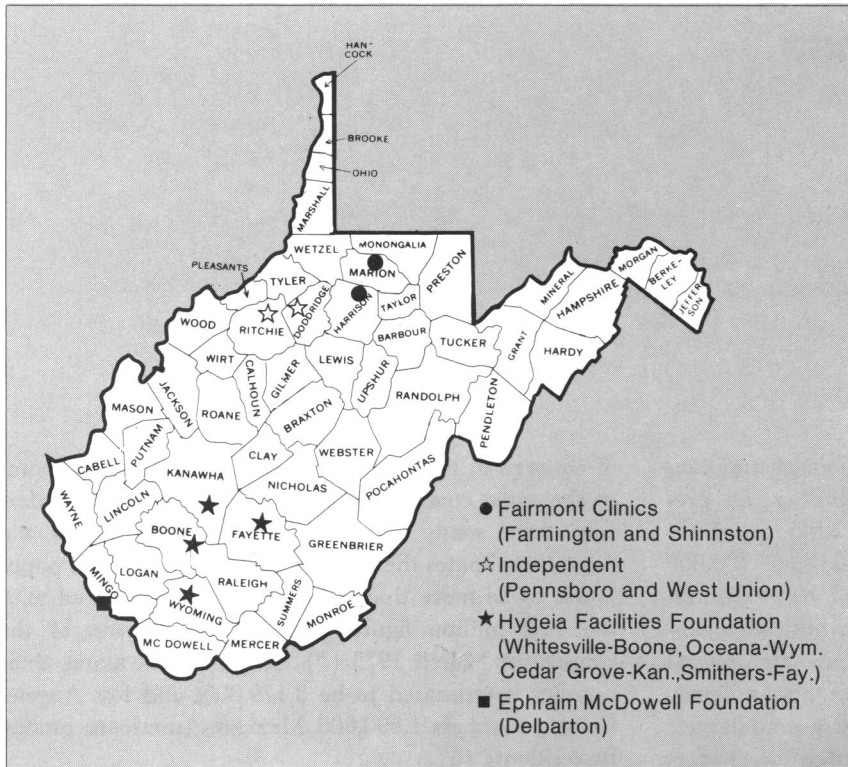 HAN-
COCK
BROOKE
OHIO
MARSHALL
WETZEL
MONONGALIA
PLEASANTS
TYLER
MARION
PRESTON
MORGAN
BERKE-
LEY
JEFFER
SON
MINERAL
HAMPSHIRE
WOOD
RITCHIE
DODDRIDGE
HARRISON
TAYLOR
GRANT
HARDY
WIRT
CALHOUN
GILMER
LEWIS
BARBOUR
TUCKER
UPSHUR
JACKSON
MASON
ROANE
BRAXTON
RANDOLPH
PENDLETON
PUTNAM
CABELL
KANAWHA
CLAY
WEBSTER
POCAHONTAS
NICHOLAS
WAYNE
LINCOLN
BOONE
FAYETTE
GREENBRIER
MINGO
LOGAN
RALEIGH
SUMMERS
WYOMING
MONROE
MC DOWELL
MERCER
Fairmont Clinics
(Farmington and Shinnston)
Independent
(Pennsboro and West Union)
Hygeia Facilities Foundation
(Whitesville-Boone, Oceana-Wym.
Cedar Grove-Kan., Smithers-Fay.)
Ephraim McDowell Foundation
(Delbarton)